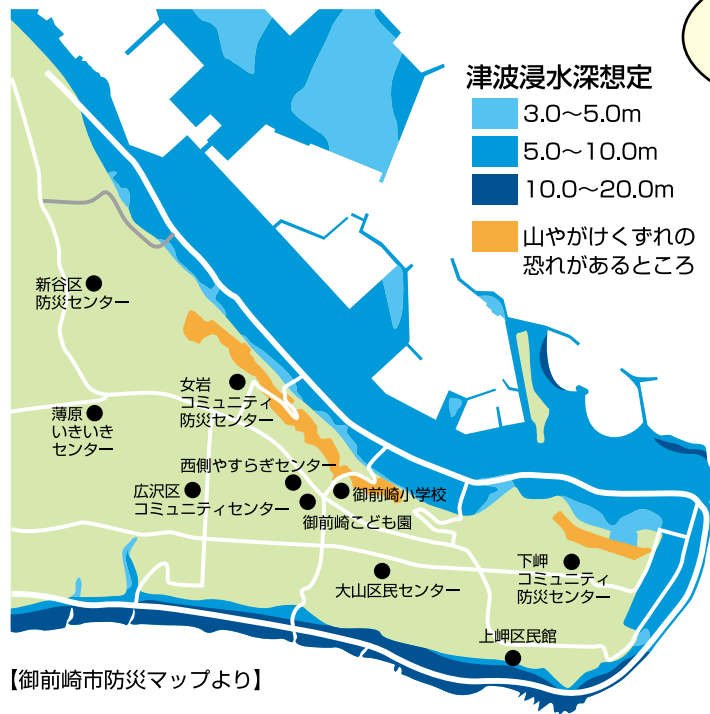 津波浸水深想定
3.0～5.0m
5.0～10.0m
10.0～20.0m
山やがけくずれの
恐れがあるところ
新谷区
防災センター
女岩
コミュニティ
防災センター
薄原
いきいき
センター
西側やすらぎセンター
広沢区
コミュニティセンター
御前崎小学校
御前崎こども園
大山区民センター
下岬
コミュニティ
防災センター
上岬区民館
【御前崎市防災マップより】